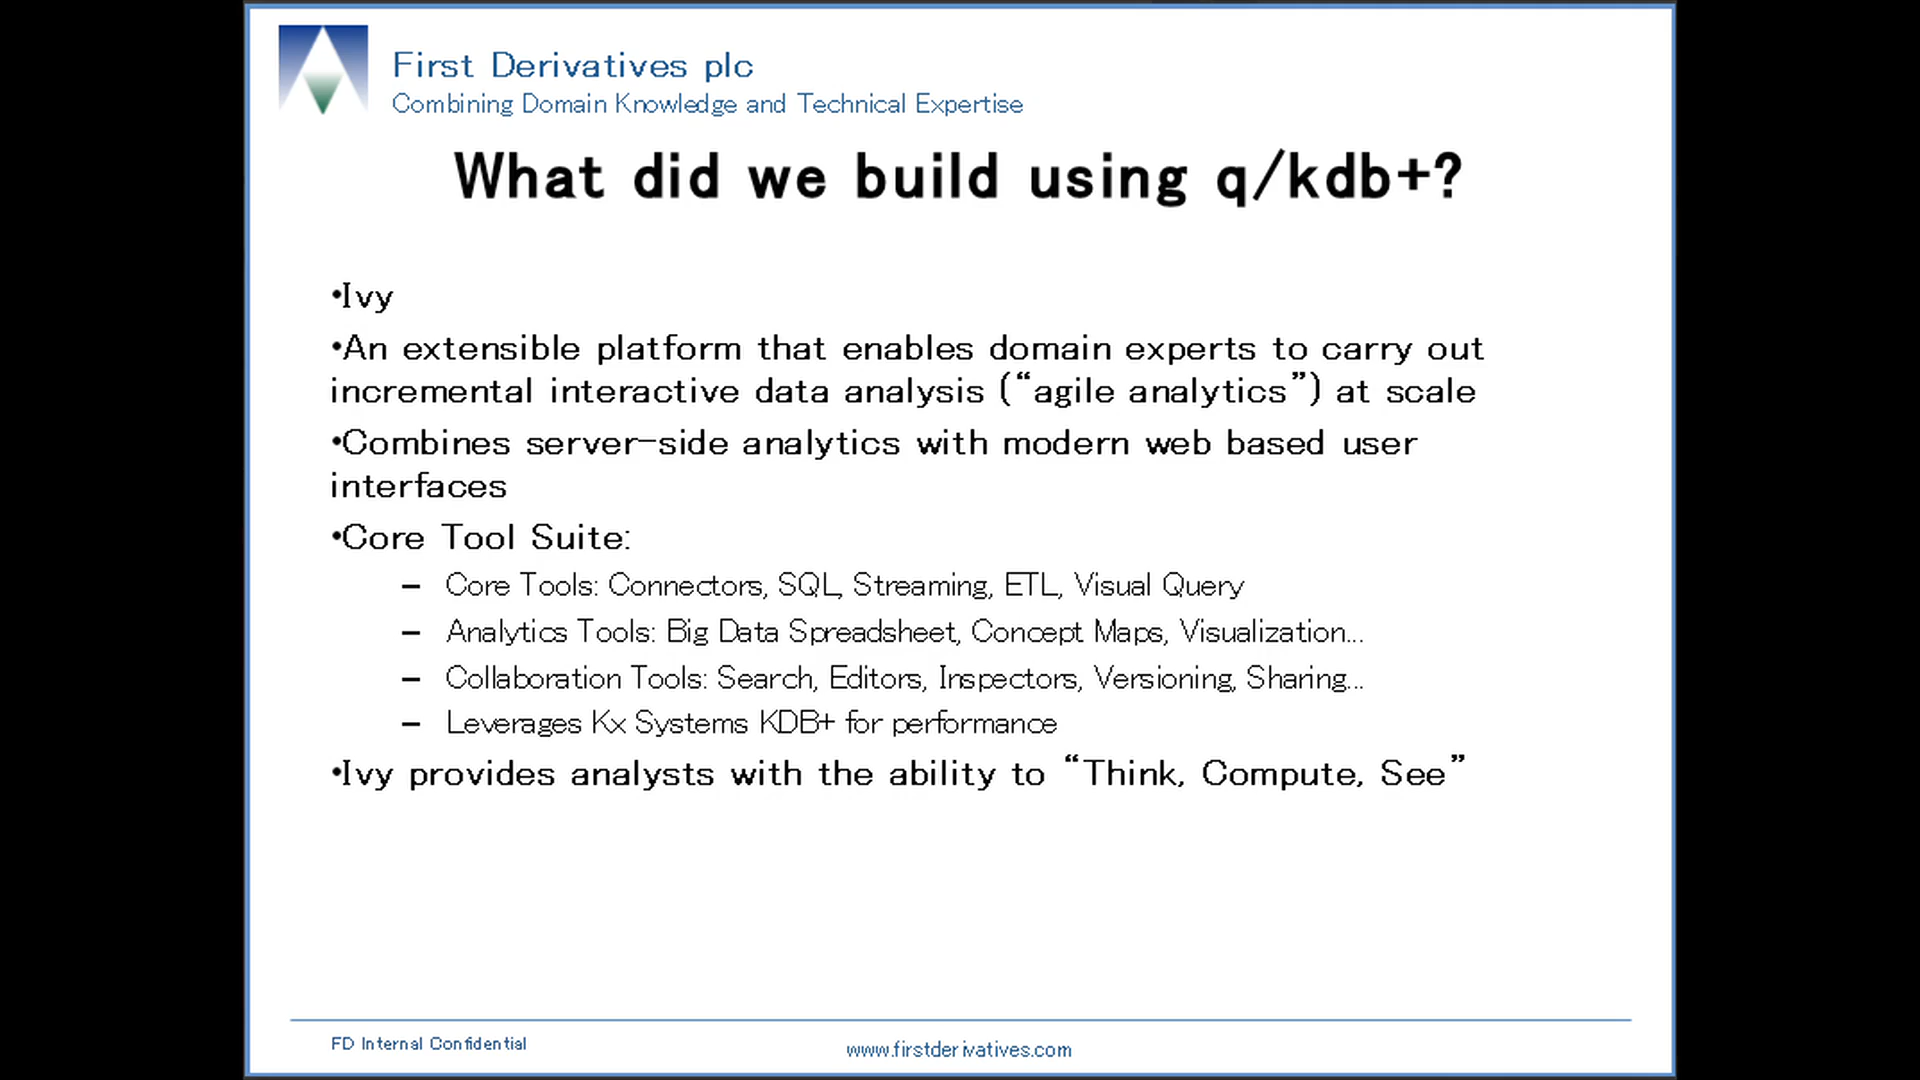 First Derivatives plc
Combining Domain Knowledge and Technical Expertise
What did we build using q/kdb+?
•Ivy
•An extensible platform that enables domain experts to carry out
incremental interactive data analysis (“agile analytics”) at scale
•Combines server-side analytics with modern web based user
interfaces
•Core Tool Suite:
– Core Tools: Connectors, SQL, Streaming, ETL, Visual Query
– Analytics Tools: Big Data Spreadsheet, Concept Maps, Visualization...
– Collaboration Tools: Search, Editors, Inspectors, Versioning, Sharing...
– Leverages Kx Systems KDB+ for performance
•Ivy provides analysts with the ability to “Think, Compute, See”
FD Internal Confidential
www.firstderivatives.com